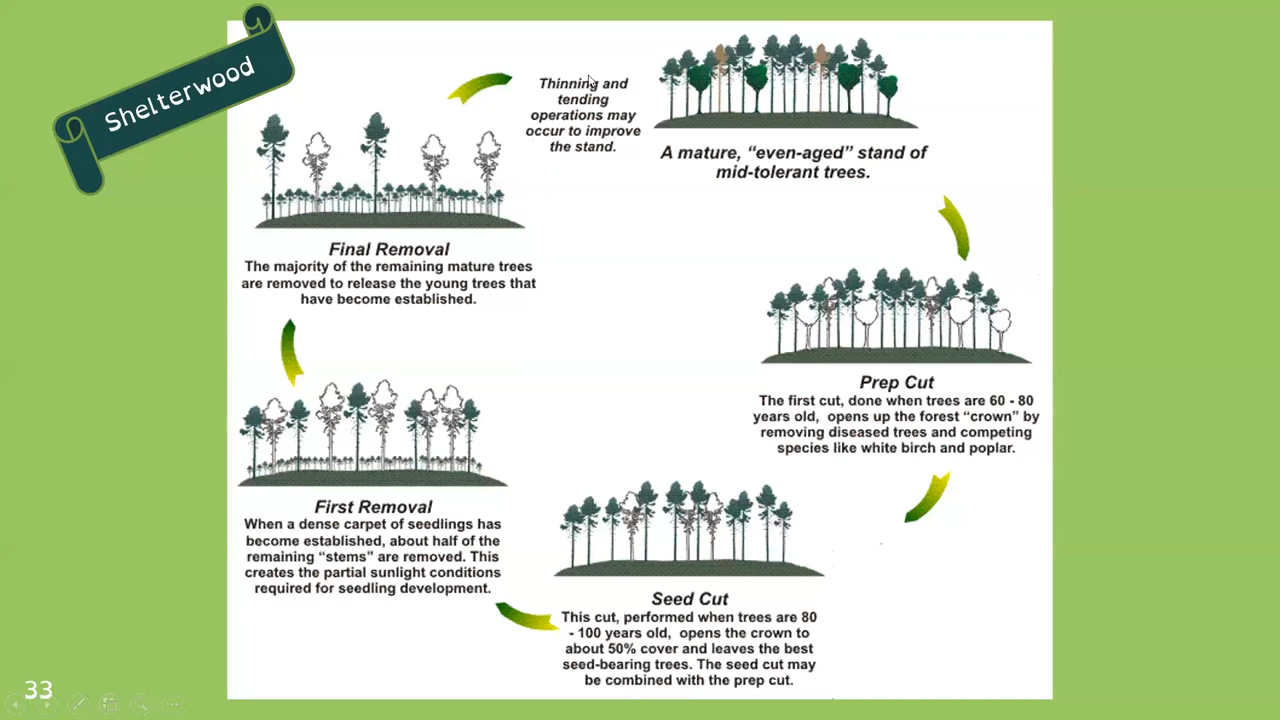 Shelterwood
Thinning and
tending
operations may
occur to improve
the stand.
A mature, “even-aged” stand of
mid-tolerant trees.
Prep Cut
The first cut, done when trees are 60 - 80
years old, opens up the forest “crown” by
removing diseased trees and competing
species like white birch and poplar.
Seed Cut
This cut, performed when trees are 80
- 100 years old, opens the crown to
about 50% cover and leaves the best
seed-bearing trees. The seed cut may
be combined with the prep cut.
First Removal
When a dense carpet of seedlings has
become established, about half of the
remaining “stems” are removed. This
creates the partial sunlight conditions
required for seedling development.
Final Removal
The majority of the remaining mature trees
are removed to release the young trees that
have become established.
33